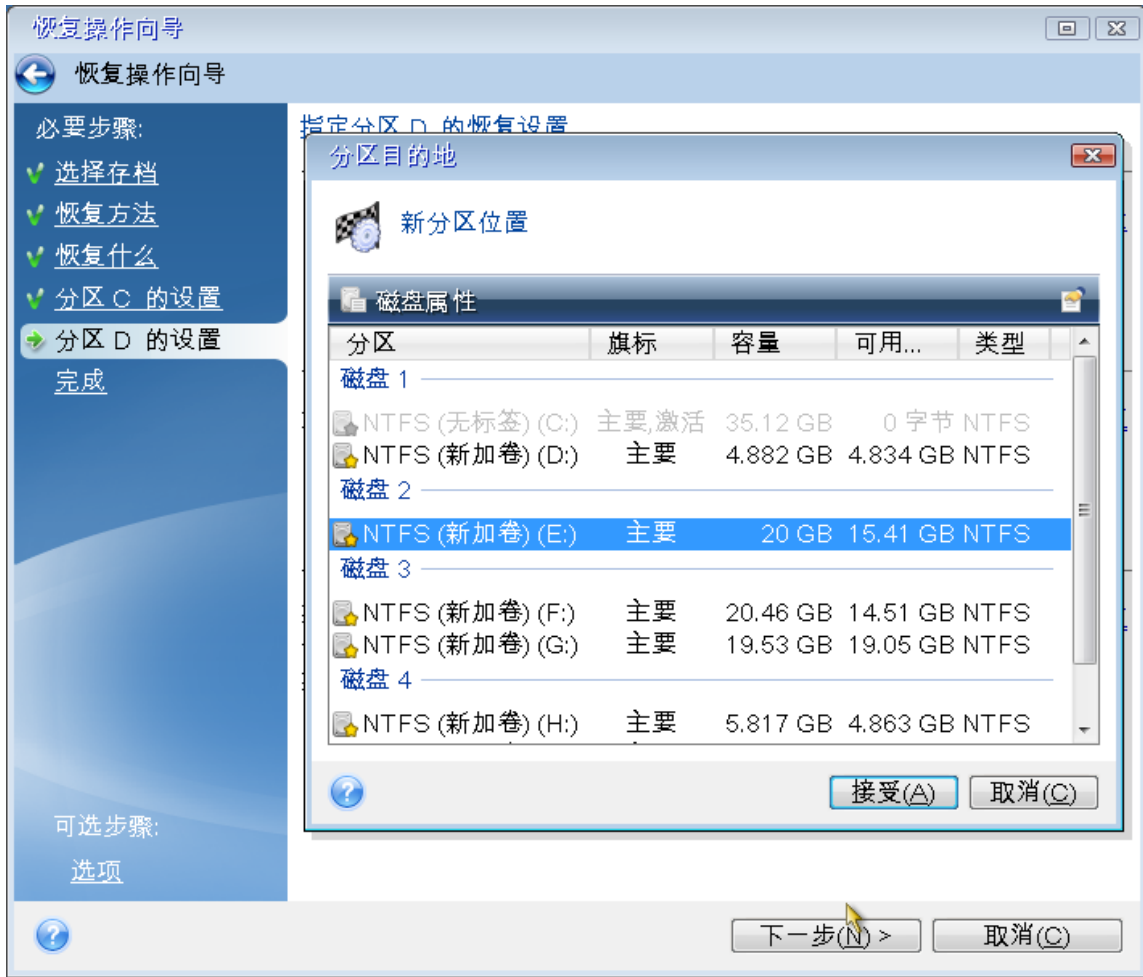 恢复操作向导
恢复操作向导
必要步骤:
选择存档
恢复方法
恢复什么
分区 C 的设置
分区 D 的设置
完成
可选步骤:
选项
指定分区 D 的恢复设置
分区目的地
新分区位置
磁盘属性
分区 旗标 容量 可用... 类型
磁盘 1
NTFS (无标签) (C:) 主要,激活 35.12 GB 0 字节 NTFS
NTFS (新加卷) (D:) 主要 4.882 GB 4.834 GB NTFS
磁盘 2
NTFS (新加卷) (E:) 主要 20 GB 15.41 GB NTFS
磁盘 3
NTFS (新加卷) (F:) 主要 20.46 GB 14.51 GB NTFS
NTFS (新加卷) (G:) 主要 19.53 GB 19.05 GB NTFS
磁盘 4
NTFS (新加卷) (H:) 主要 5.817 GB 4.863 GB NTFS
接受(A) 取消(C)
下一步(N) > 取消(C)